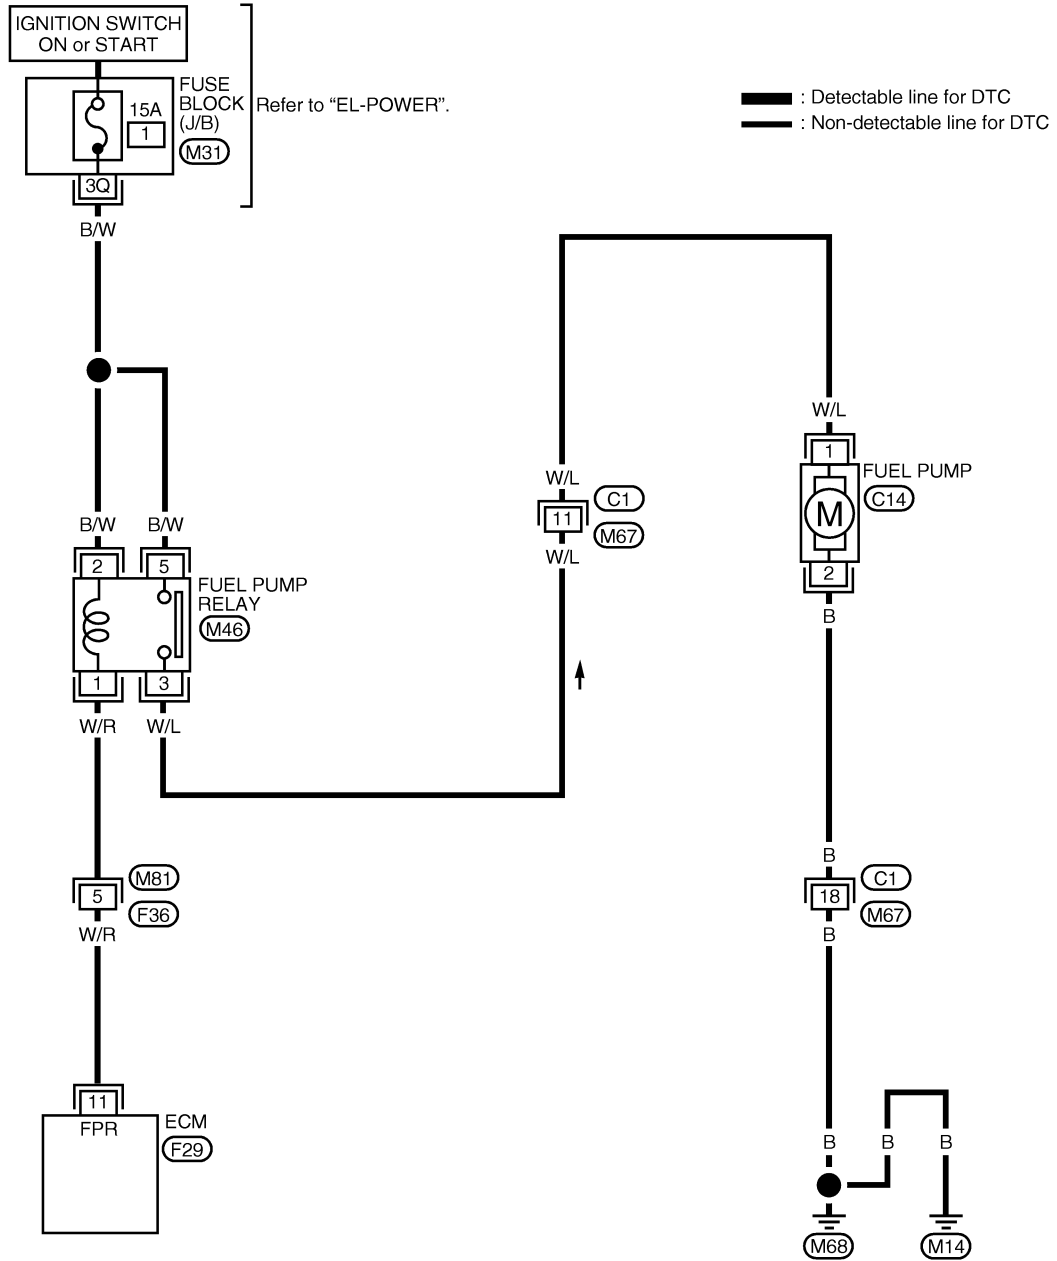 IGNITION SWITCH
ON or START
FUSE
BLOCK
(J/B)
M31
15A
1
3Q
Refer to “EL-POWER”.
: Detectable line for DTC
: Non-detectable line for DTC
B/W
B/W
B/W
2
5
FUEL PUMP
RELAY
M46
1
3
W/R
W/L
M81
5
F36
W/R
11
FPR
ECM
F29
W/L
C1
11
M67
W/L
W/L
1
FUEL PUMP
C14
M
2
B
B
C1
18
M67
B
B
B
B
M68
M14